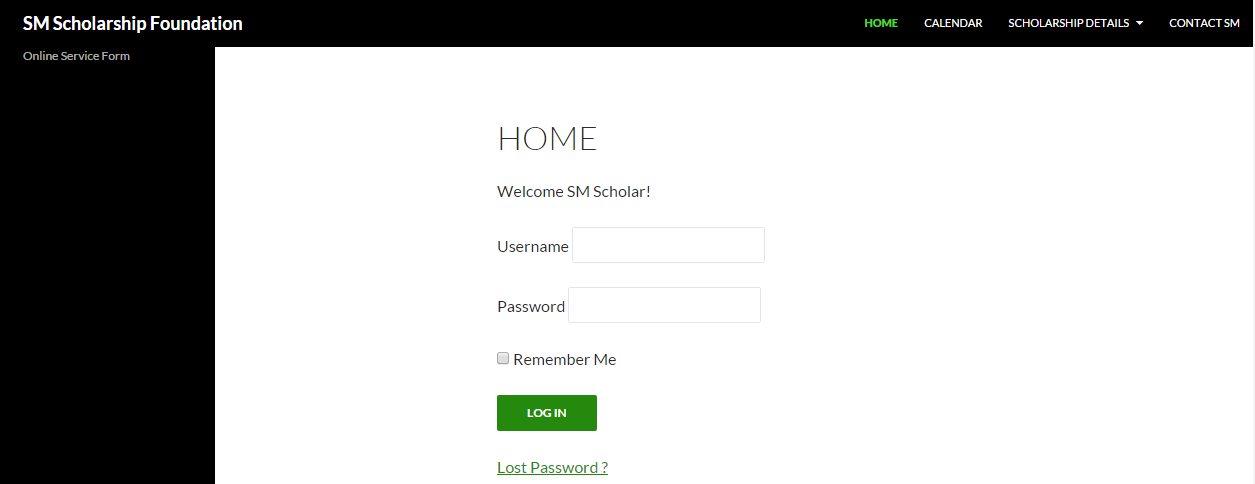 SM Scholarship Foundation
HOME CALENDAR SCHOLARSHIP DETAILS CONTACT SM
Online Service Form
HOME
Welcome SM Scholar!
Username
Password
Remember Me
LOG IN
Lost Password ?